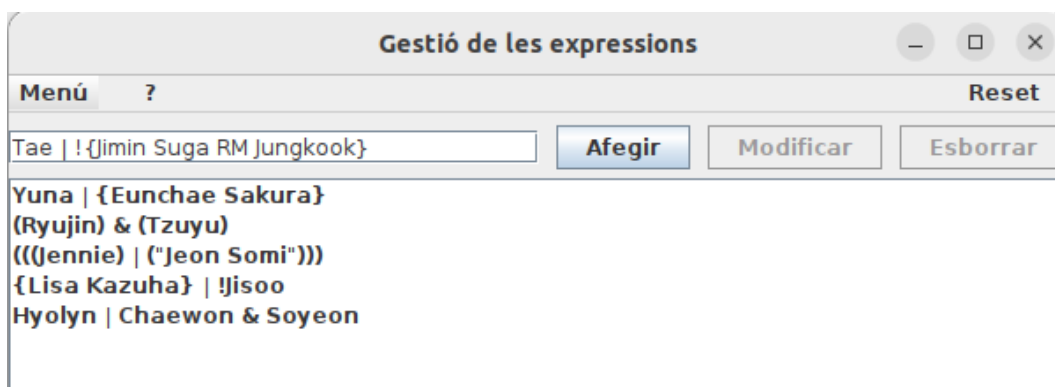 Gestió de les expressions
Menú ? Reset
Tae | !{Jimin Suga RM Jungkook} Afegir Modificar Esborrar
Yuna | {Eunchae Sakura}
(Ryujin) & (Tzuyu)
(((Jennie) | ("Jeon Somi")))
{Lisa Kazuha} | !Jisoo
Hyolyn | Chaewon & Soyeon